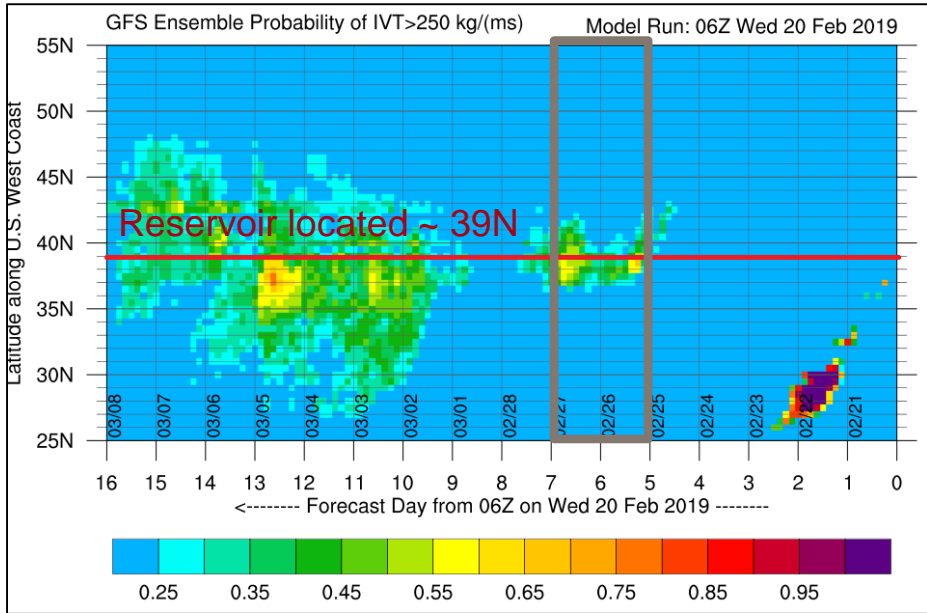 GFS Ensemble Probability of IVT>250 kg/(ms) Model Run: 06Z Wed 20 Feb 2019
55N
50N
45N
Reservoir located ~ 39N
40N
35N
30N
25N
Latitude along U.S. West Coast
03/08 03/07 03/06 03/05 03/04 03/03 03/02 03/01 02/28 02/27 02/26 02/25 02/24 02/23 02/22 02/21
16 15 14 13 12 11 10 9 8 7 6 5 4 3 2 1 0
<-------- Forecast Day from 06Z on Wed 20 Feb 2019 --------
0.25 0.35 0.45 0.55 0.65 0.75 0.85 0.95